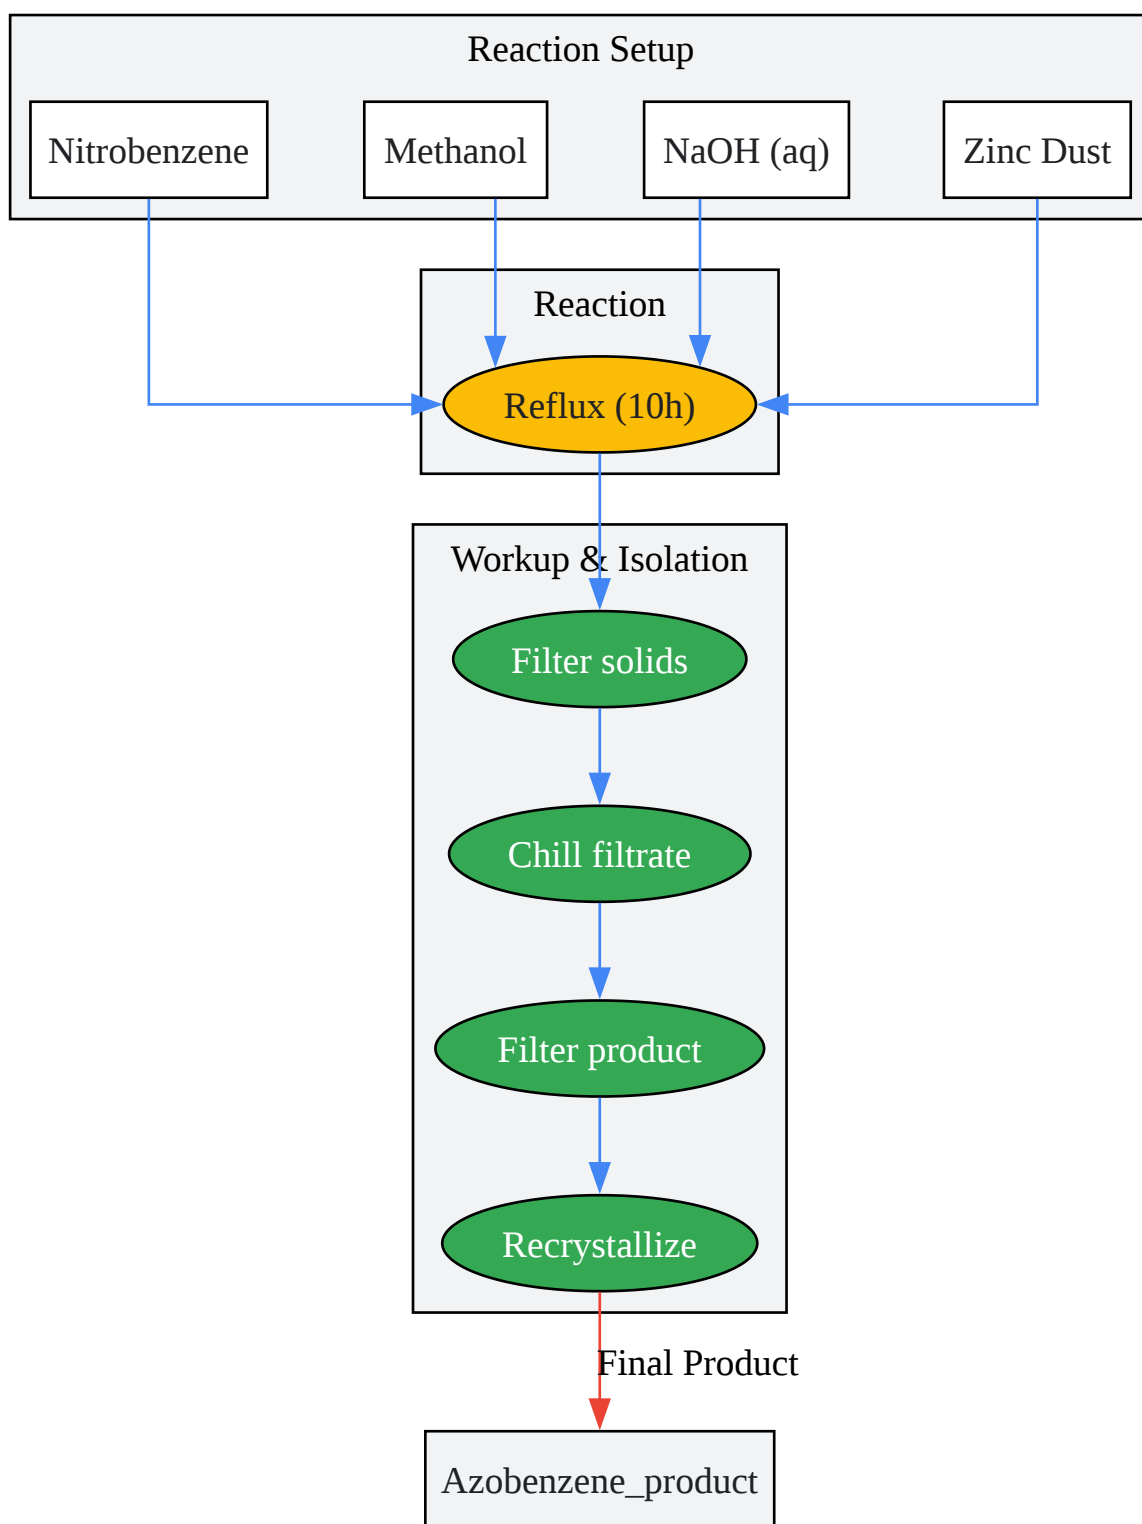 Reaction Setup
Nitrobenzene
Methanol
NaOH (aq)
Zinc Dust
Reaction
Reflux (10h)
Workup & Isolation
Filter solids
Chill filtrate
Filter product
Recrystallize
Final Product
Azobenzene_product